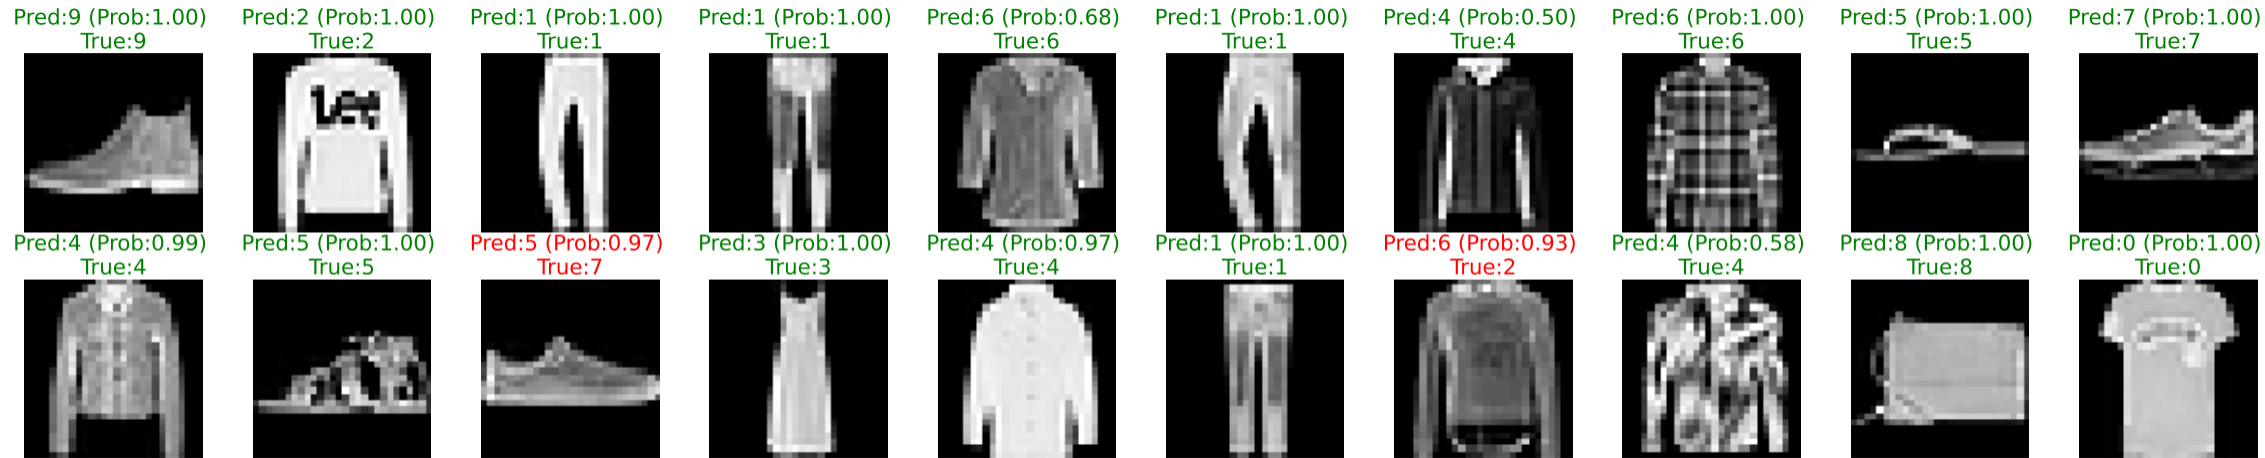 Pred:9 (Prob:1.00)
True:9
Pred:2 (Prob:1.00)
True:2
Pred:1 (Prob:1.00)
True:1
Pred:1 (Prob:1.00)
True:1
Pred:6 (Prob:0.68)
True:6
Pred:1 (Prob:1.00)
True:1
Pred:4 (Prob:0.50)
True:4
Pred:6 (Prob:1.00)
True:6
Pred:5 (Prob:1.00)
True:5
Pred:7 (Prob:1.00)
True:7
Lee
Pred:4 (Prob:0.99)
True:4
Pred:5 (Prob:1.00)
True:5
Pred:5 (Prob:0.97)
True:7
Pred:3 (Prob:1.00)
True:3
Pred:4 (Prob:0.97)
True:4
Pred:1 (Prob:1.00)
True:1
Pred:6 (Prob:0.93)
True:2
Pred:4 (Prob:0.58)
True:4
Pred:8 (Prob:1.00)
True:8
Pred:0 (Prob:1.00)
True:0